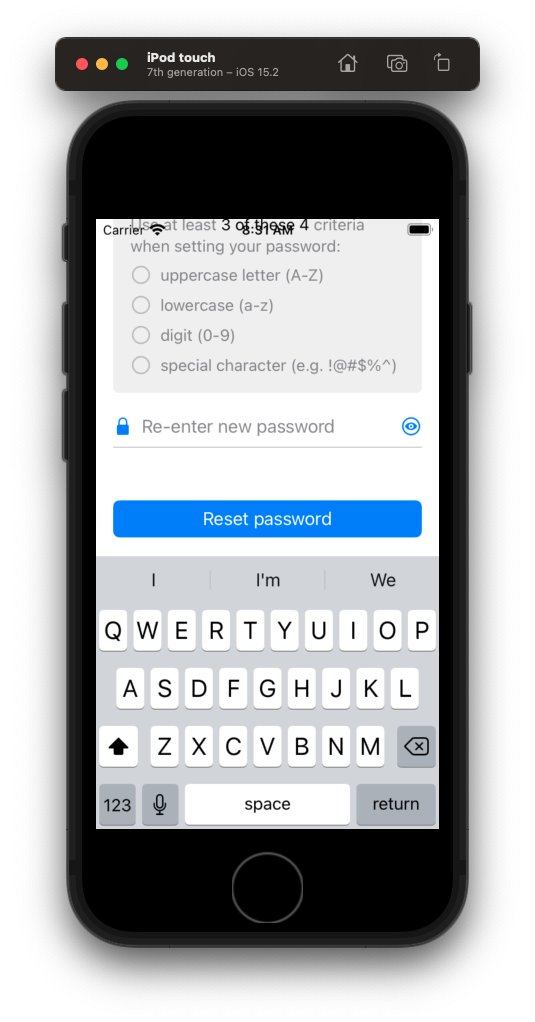 iPod touch
7th generation – iOS 15.2
Carrier 8:31 AM
Use at least 3 of these 4 criteria
when setting your password:
uppercase letter (A-Z)
lowercase (a-z)
digit (0-9)
special character (e.g. !@#$%^)
Re-enter new password
Reset password
I I'm We
Q W E R T Y U I O P
A S D F G H J K L
Z X C V B N M
123 space return